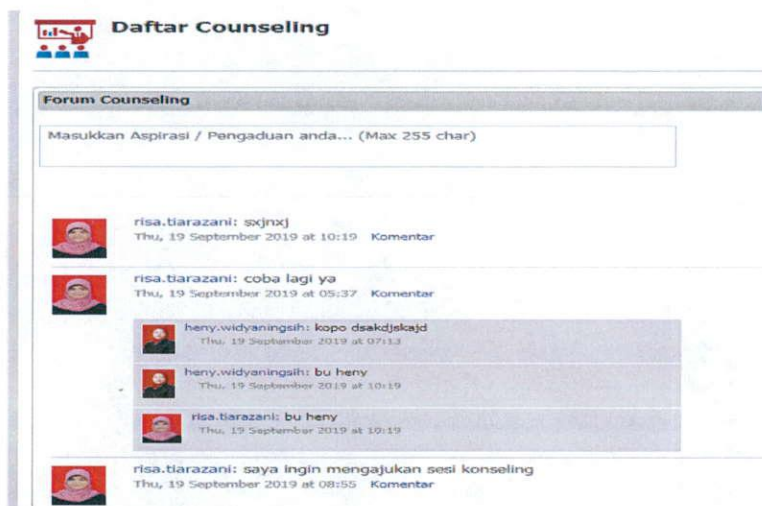 Daftar Counseling
Forum Counseling
Masukkan Aspirasi / Pengaduan anda... (Max 255 char)
risa.tiarazani: sxjnxj
Thu, 19 September 2019 at 10:19 Komentar
risa.tiarazani: coba lagi ya
Thu, 19 September 2019 at 05:37 Komentar
heny.widyaningsih: kopo dsakdjskajd
Thu, 19 September 2019 at 07:13
heny.widyaningsih: bu heny
Thu, 19 September 2019 at 10:19
risa.tiarazani: bu heny
Thu, 19 September 2019 at 10:19
risa.tiarazani: saya ingin mengajukan sesi konseling
Thu, 19 September 2019 at 08:55 Komentar